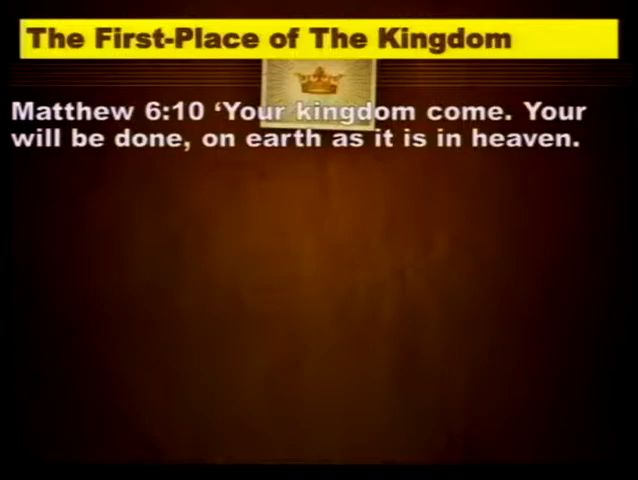 The First-Place of The Kingdom
Matthew 6:10 ‘Your kingdom come. Your
will be done, on earth as it is in heaven.